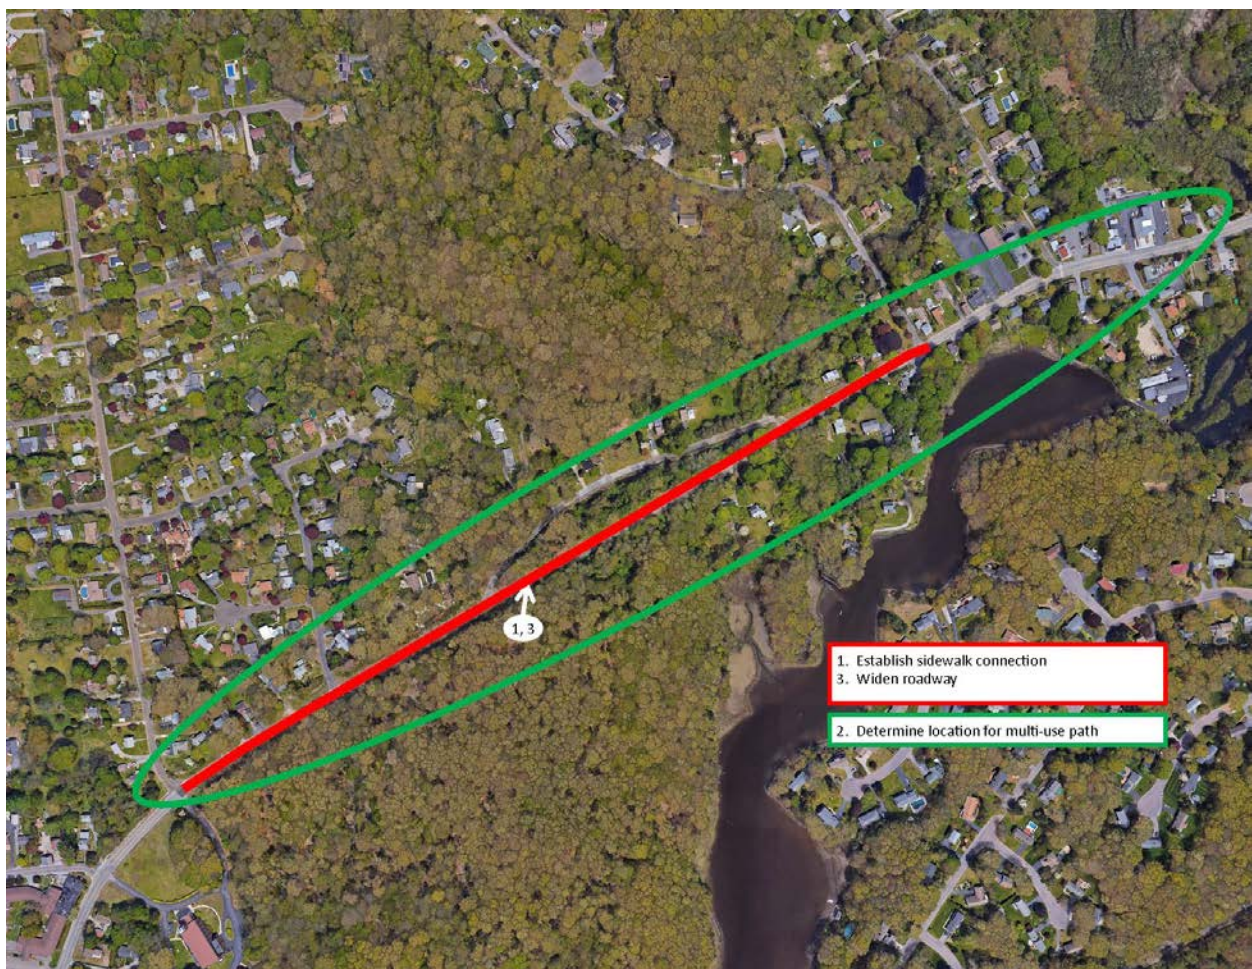 1, 3
1. Establish sidewalk connection
3. Widen roadway
2. Determine location for multi-use path